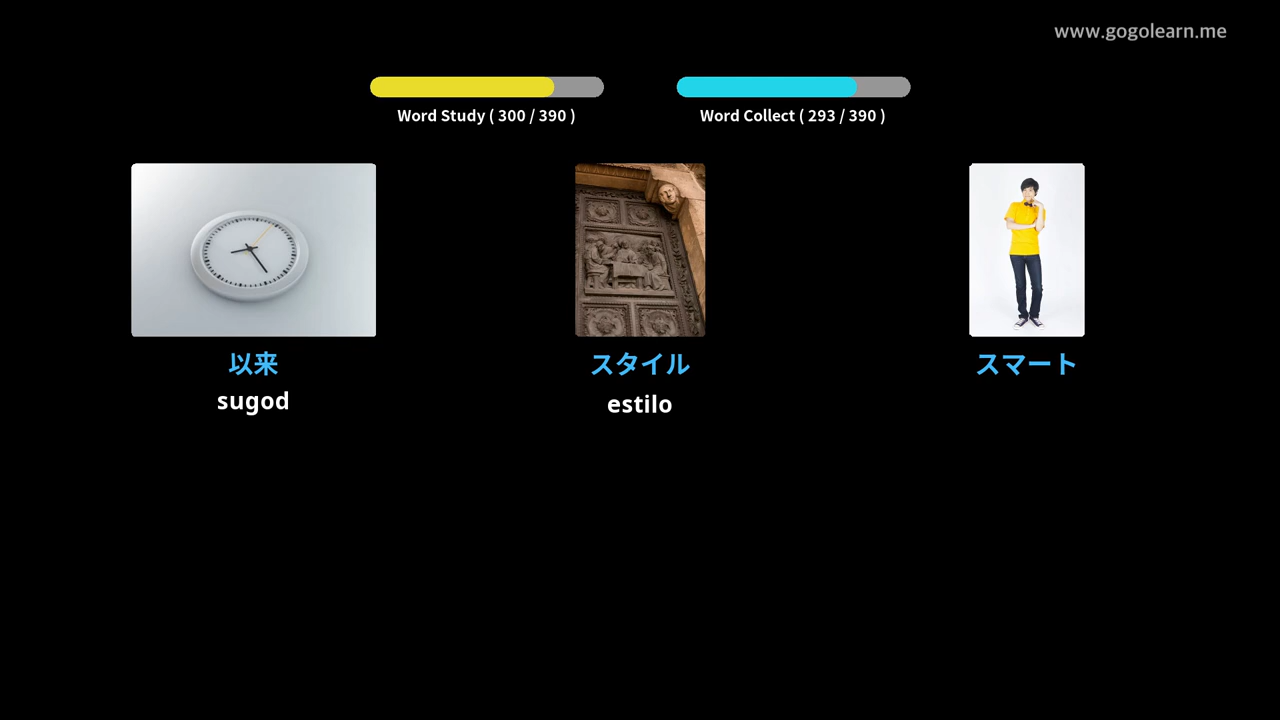 www.gogolearn.me
Word Study ( 300 / 390 )
Word Collect ( 293 / 390 )
以来
スタイル
スマート
sugod
estilo